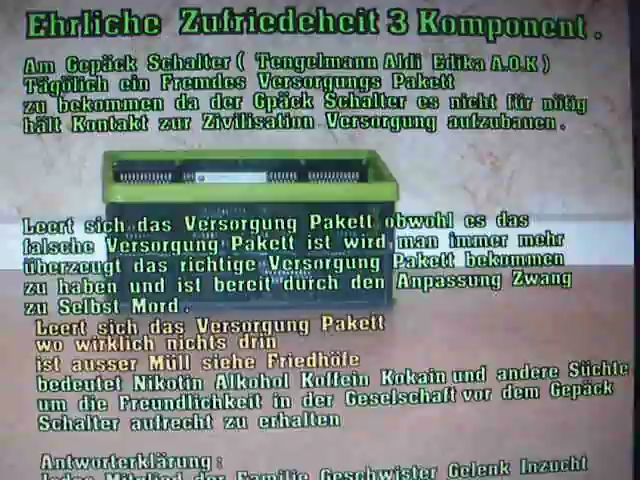 Ehrliche Zufriedeheit 3 Komponent.
Am Gepäck Schalter ( Tengelmann Aldi Edika A.O.K )
Tägölich ein Fremdes Versorgungs Pakett
zu bekommen da der Gpäck Schalter es nicht für nötig
hält Kontakt zur Zivilisatinn Versorgung aufzubauen.
Leert sich das Versorgung Pakett obwohl es das
falsche Versorgung Pakett ist wird man immer mehr
überzeugt das richtige Versorgung Pakett bekommen
zu haben und ist bereit durch den Anpassung Zwang
zu Selbst Mord.
Leert sich das Versorgung Pakett
wo wirklich nichts drin
ist ausser Müll siehe Friedhöfe
bedeutet Nikotin Alkohol Koffein Kokain und andere Süchte
um die Freundlichkeit in der Geselschaft vor dem Gepäck
Schalter aufrecht zu erhalten
Antworterklärung:
Jedes Mitglied der Familie Geschwister Gelenk Inzucht